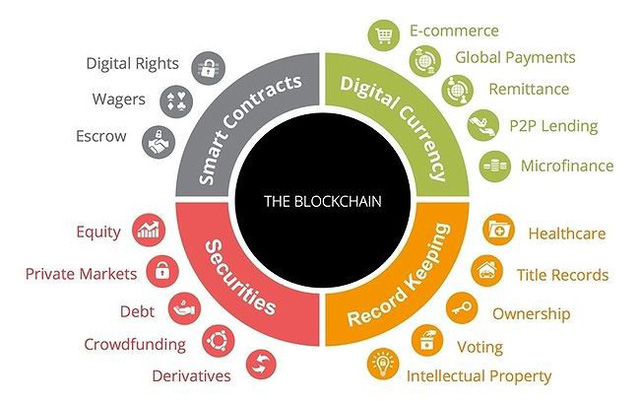 E-commerce
Global Payments
Remittance
P2P Lending
Microfinance
Digital Rights
Wagers
Escrow
Smart Contracts
Digital Currency
THE BLOCKCHAIN
Securities
Record Keeping
Equity
Private Markets
Debt
Crowdfunding
Derivatives
Healthcare
Title Records
Ownership
Voting
Intellectual Property